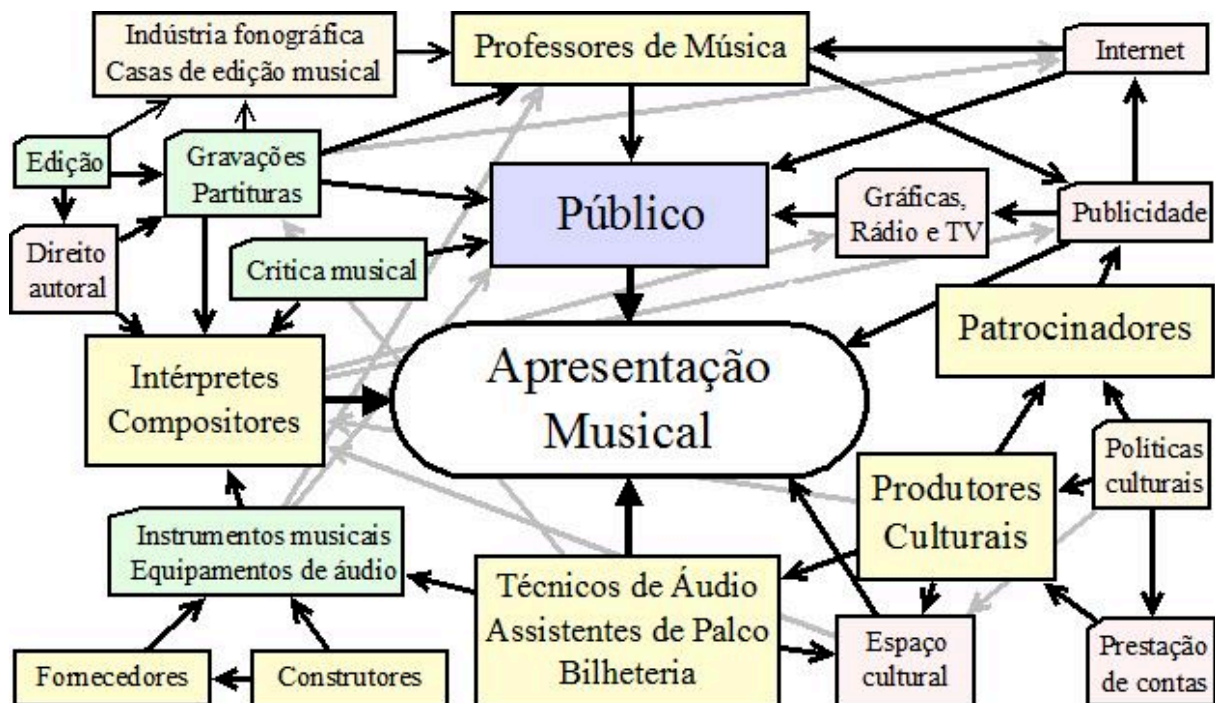 Indústria fonográfica
Casas de edição musical
Professores de Música
Internet
Edição
Gravações
Partituras
Público
Gráficas,
Rádio e TV
Publicidade
Direito
autoral
Crítica musical
Patrocinadores
Intérpretes
Compositores
Apresentação
Musical
Políticas
culturais
Produtores
Culturais
Instrumentos musicais
Equipamentos de áudio
Técnicos de Áudio
Assistentes de Palco
Bilheteria
Espaço
cultural
Prestação
de contas
Fornecedores
Construtores